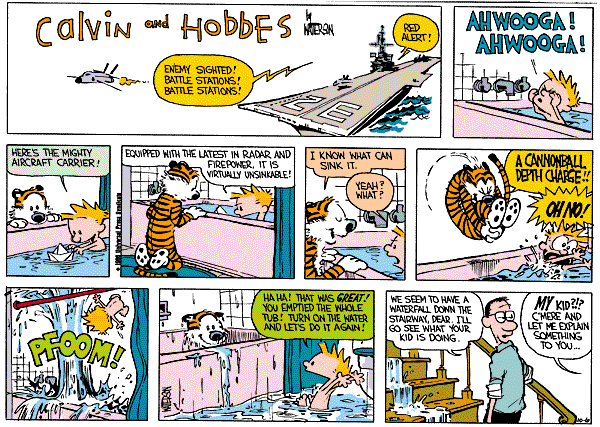 Calvin and Hobbes
by WATTERSON
ENEMY SIGHTED!
BATTLE STATIONS!
BATTLE STATIONS!
RED
ALERT!
AHWOOGA!
AHWOOGA!
HERE'S THE MIGHTY
AIRCRAFT CARRIER!
EQUIPPED WITH THE LATEST IN RADAR AND
FIREPOWER, IT IS
VIRTUALLY UNSINKABLE!
I KNOW WHAT CAN
SINK IT.
YEAH?
WHAT?
A CANNONBALL
DEPTH CHARGE!!
OH NO!
PF-OOM!
HA HA! THAT WAS GREAT!
YOU EMPTIED THE WHOLE
TUB! TURN ON THE WATER
AND LET'S DO IT AGAIN!
WATTERSON
WE SEEM TO HAVE A
WATERFALL DOWN THE
STAIRWAY, DEAR. I'LL
GO SEE WHAT YOUR
KID IS DOING.
MY KID?!?
C'MERE AND
LET ME EXPLAIN
SOMETHING
TO YOU...